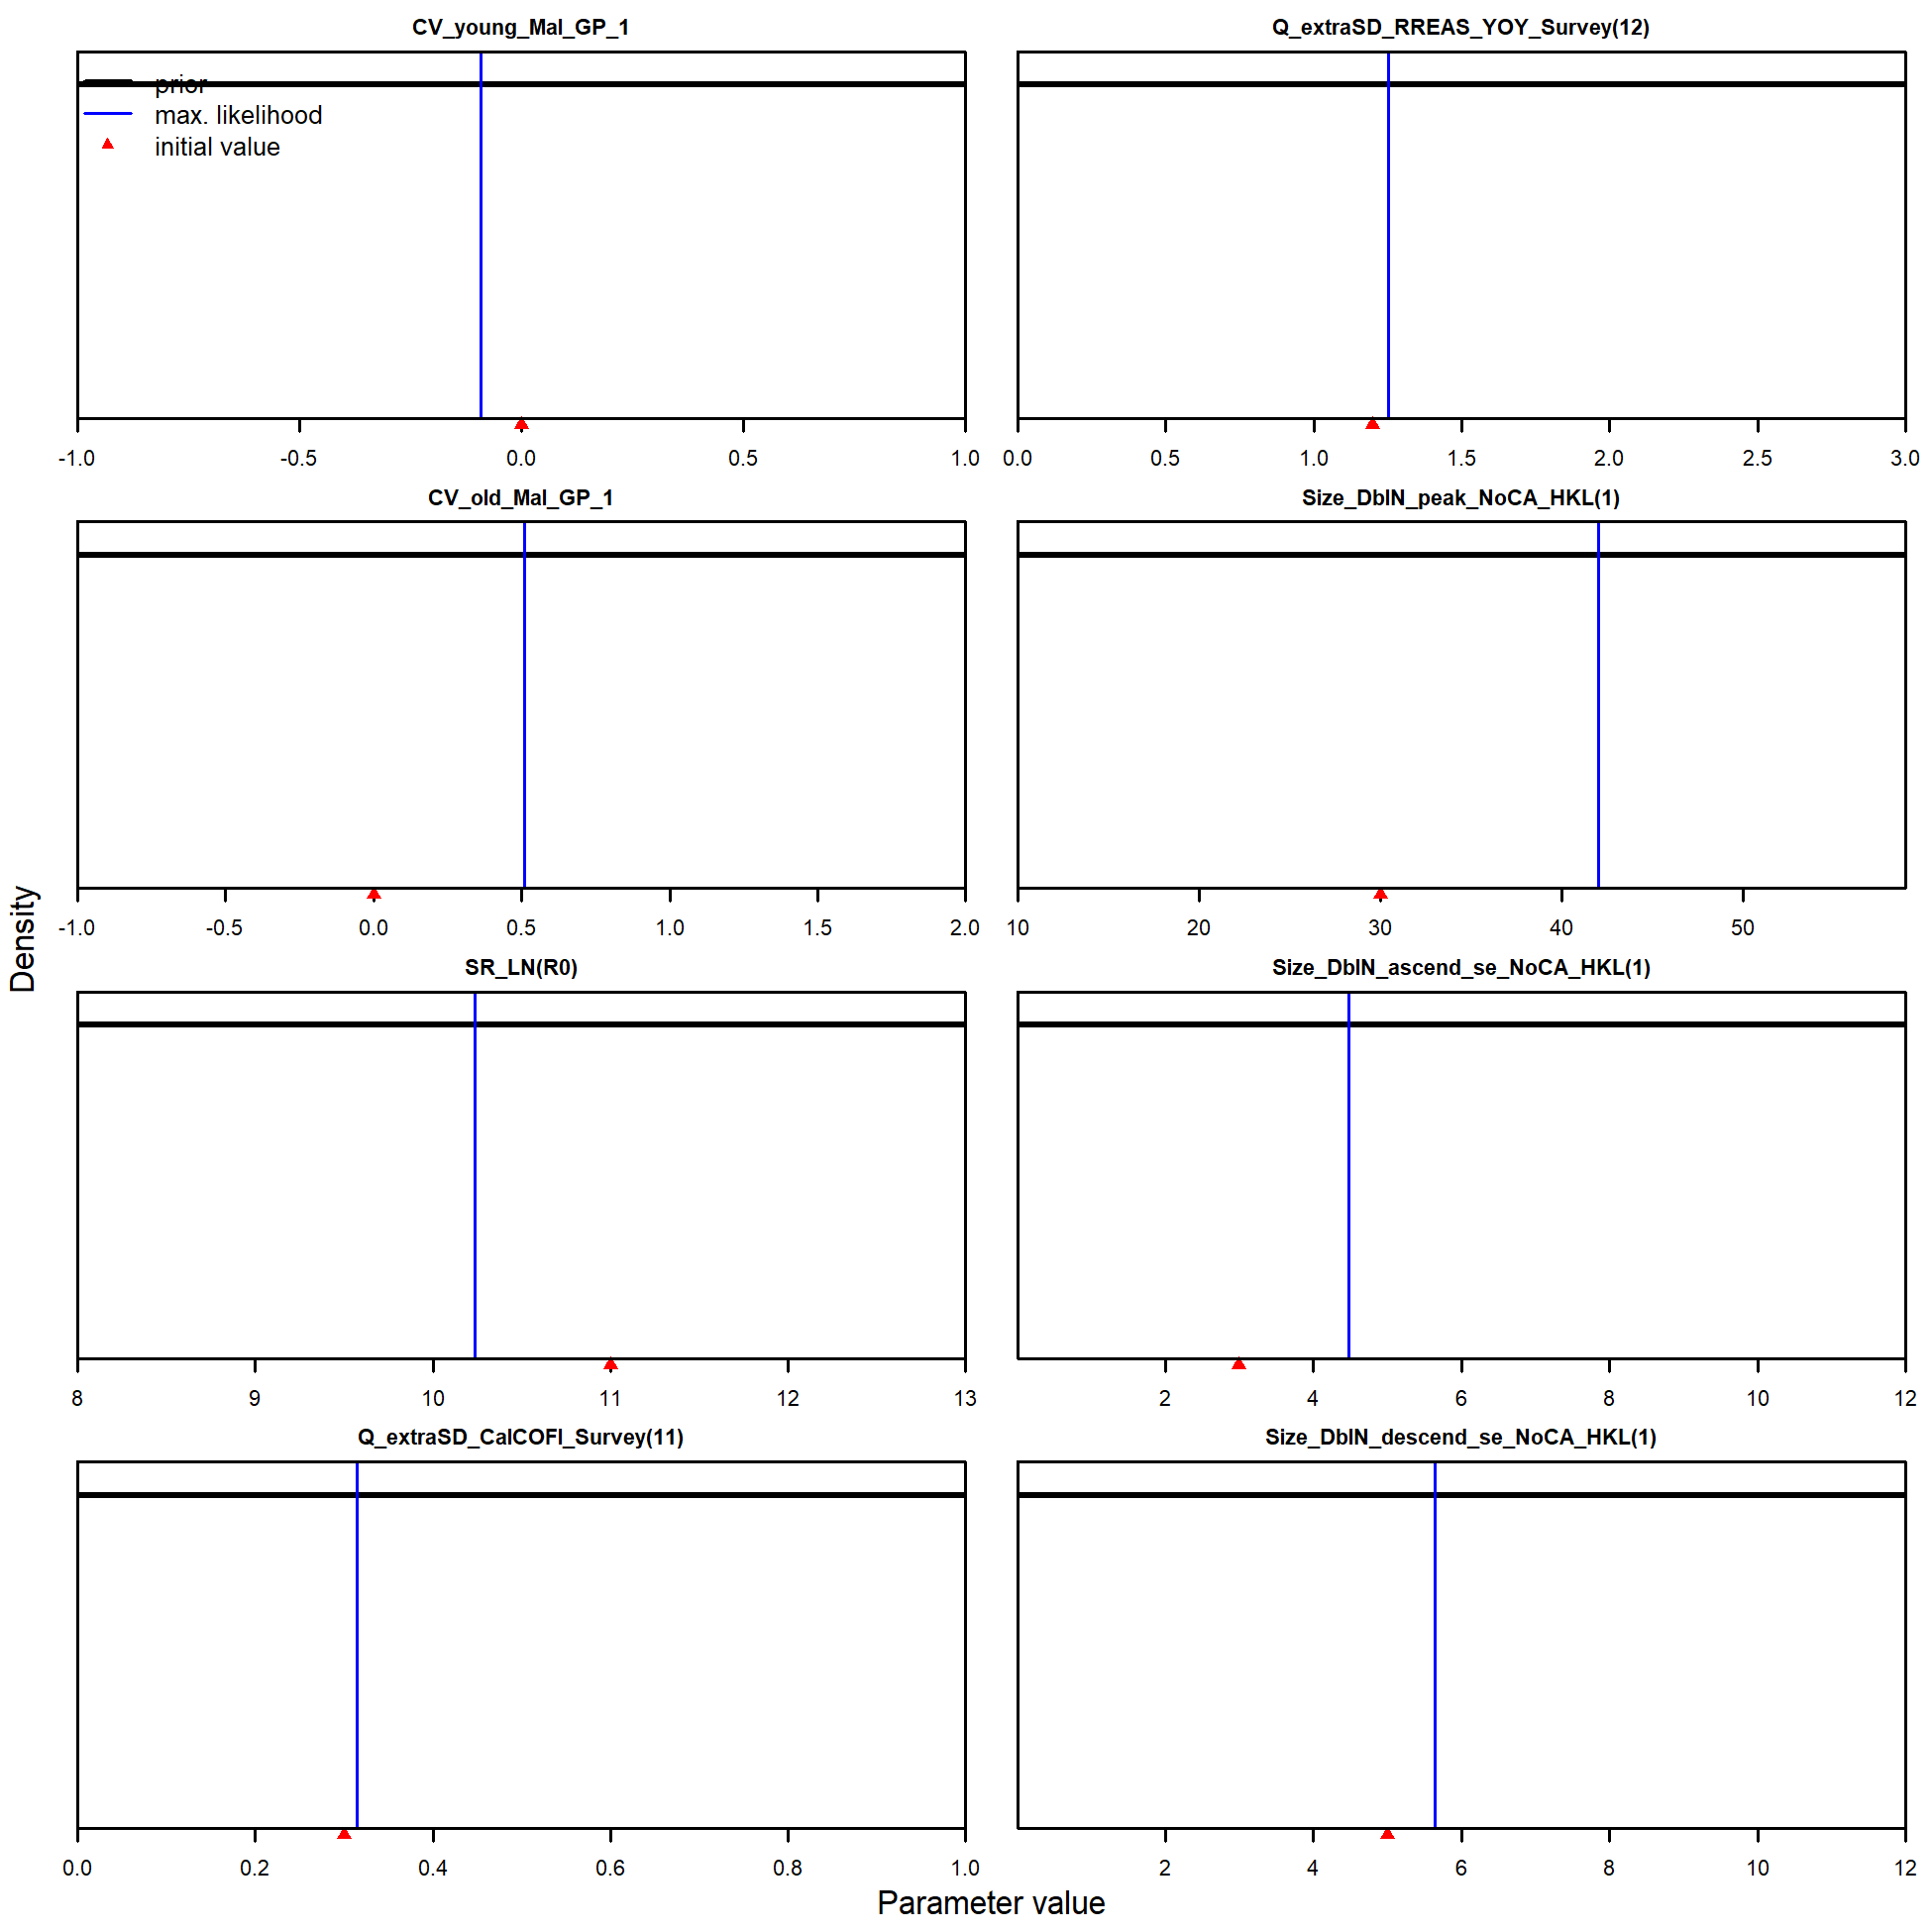 CV_young_Mal_GP_1
prior
max. likelihood
initial value
-1.0 -0.5 0.0 0.5 1.0
Q_extraSD_RREAS_YOY_Survey(12)
0.0 0.5 1.0 1.5 2.0 2.5 3.0
CV_old_Mal_GP_1
-1.0 -0.5 0.0 0.5 1.0 1.5 2.0
Size_DblN_peak_NoCA_HKL(1)
10 20 30 40 50
SR_LN(R0)
8 9 10 11 12 13
Size_DblN_ascend_se_NoCA_HKL(1)
2 4 6 8 10 12
Q_extraSD_CalCOFI_Survey(11)
0.0 0.2 0.4 0.6 0.8 1.0
Size_DblN_descend_se_NoCA_HKL(1)
2 4 6 8 10 12
Density
Parameter value